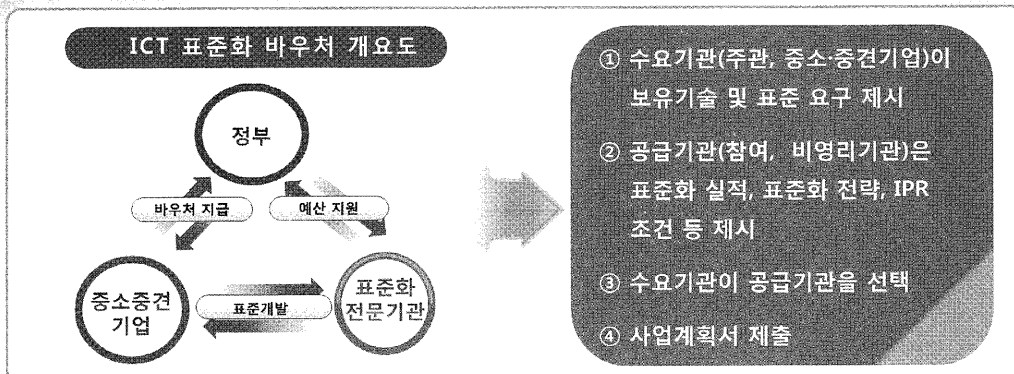 ICT 표준화 바우처 개요도
정부
바우처 지급
예산 지원
중소중견
기업
표준개발
표준화
전문기관
① 수요기관(주관, 중소·중견기업)이
보유기술 및 표준 요구 제시
② 공급기관(참여, 비영리기관)은
표준화 실적, 표준화 전략, IPR
조건 등 제시
③ 수요기관이 공급기관을 선택
④ 사업계획서 제출